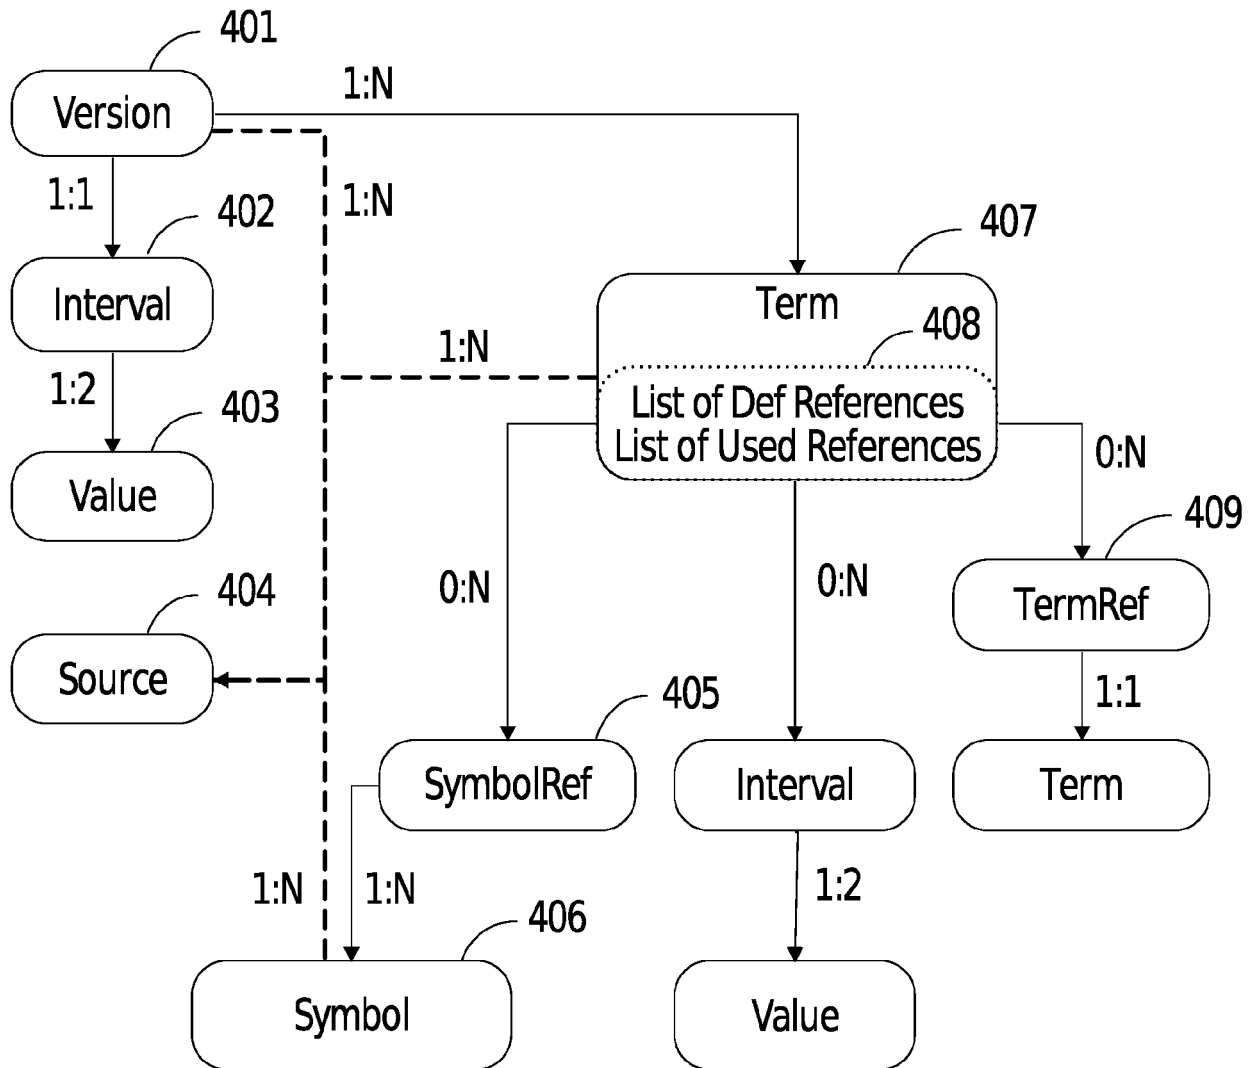 401
Version
1:N
1:1
402
1:N
407
Interval
Term
408
1:N
1:2
403
List of Def References
List of Used References
Value
0:N
409
404
0:N
0:N
TermRef
Source
405
1:1
SymbolRef
Interval
Term
1:N
1:N
1:2
406
Symbol
Value